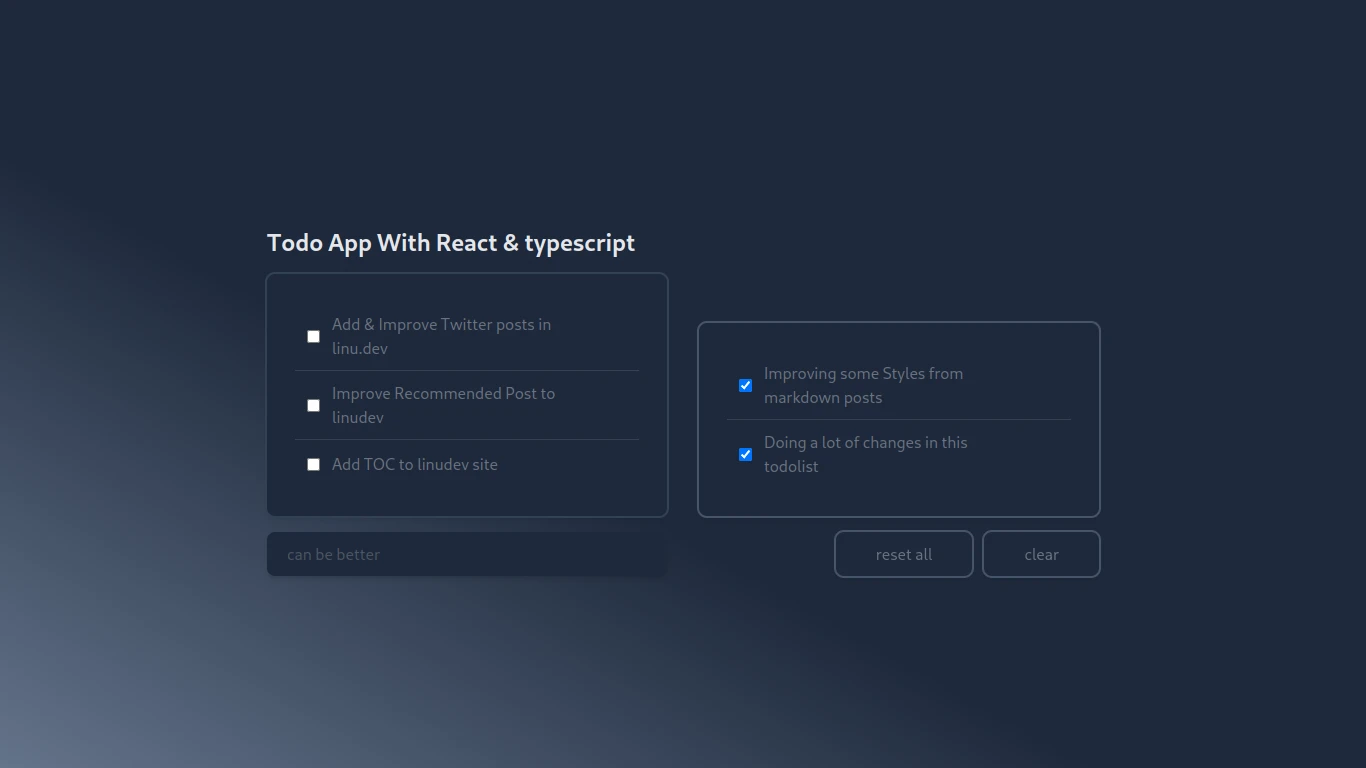 Todo App With React & typescript
Add & Improve Twitter posts in
linu.dev
Improve Recommended Post to
linudev
Add TOC to linudev site
can be better
Improving some Styles from
markdown posts
Doing a lot of changes in this
todolist
reset all
clear